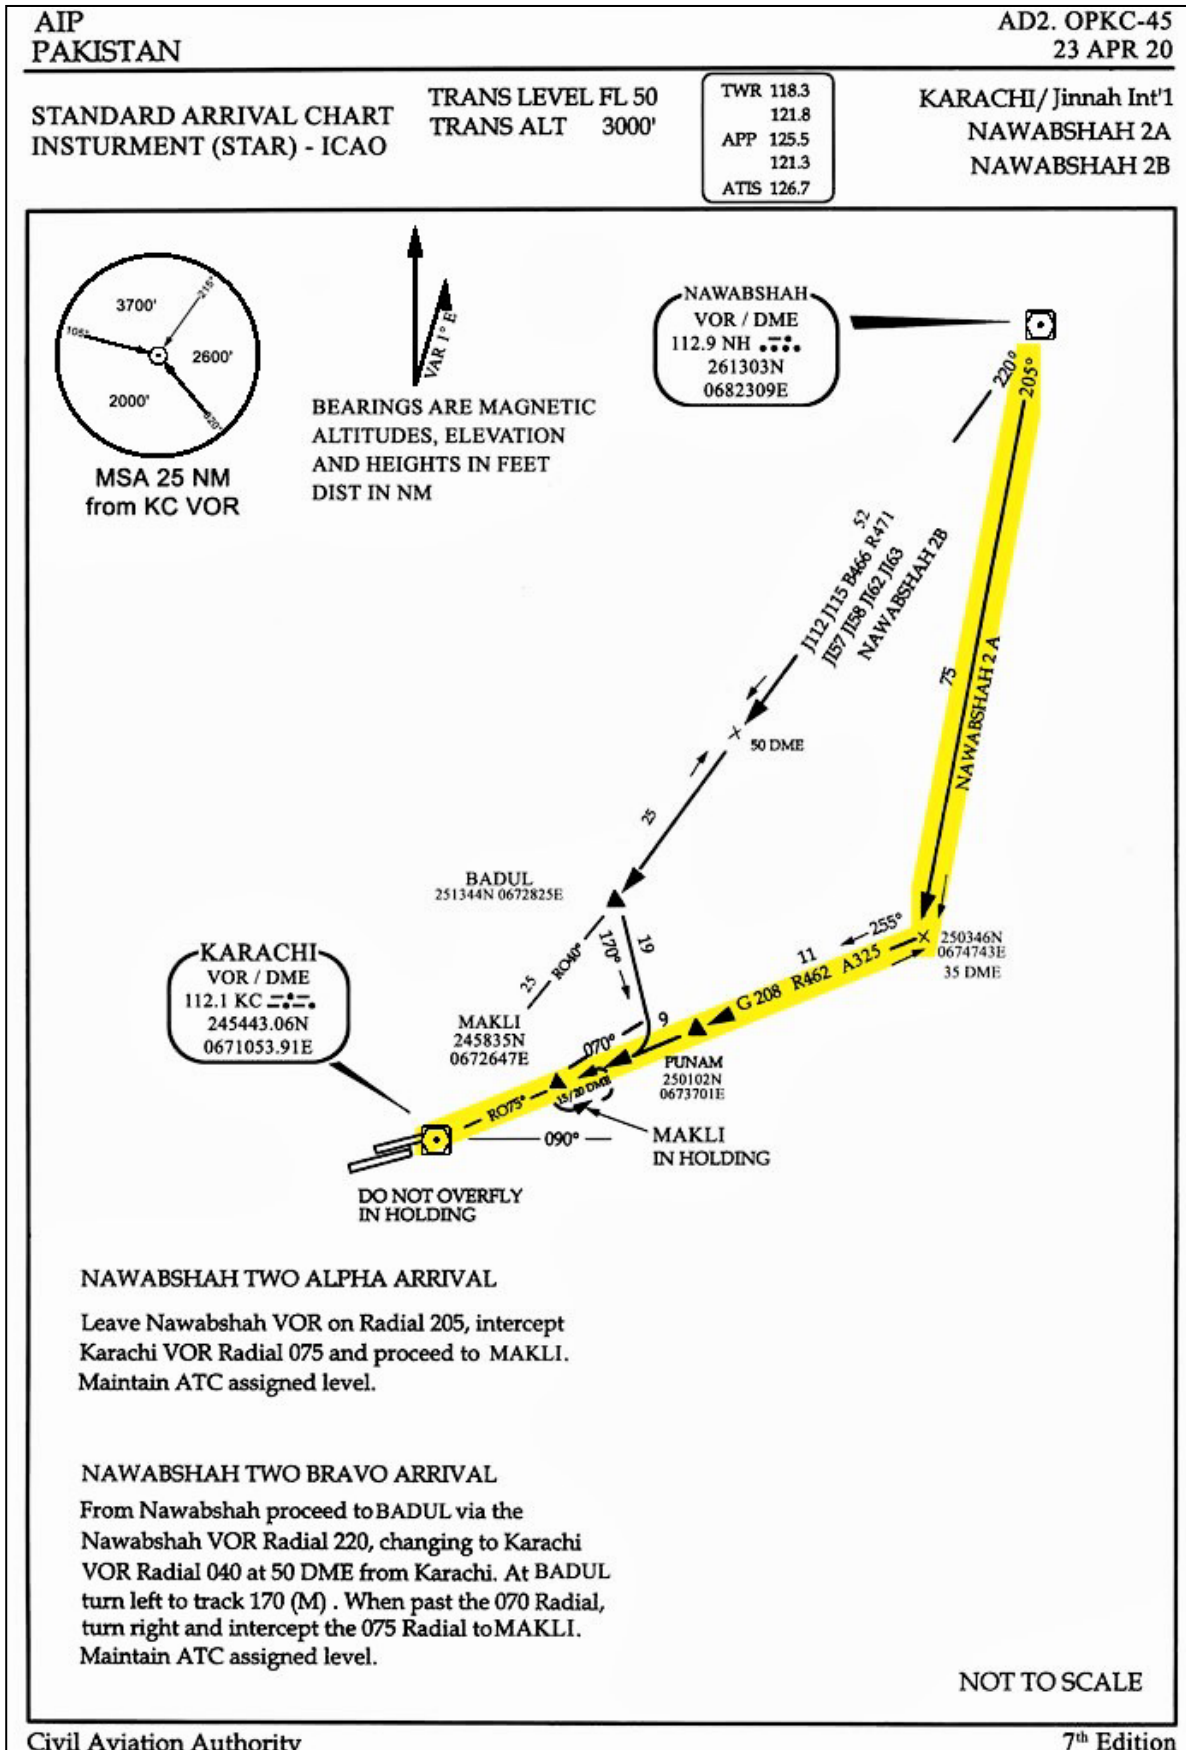 AIP
PAKISTAN
AD2. OPKC-45
23 APR 20
STANDARD ARRIVAL CHART
INSTURMENT (STAR) - ICAO
TRANS LEVEL FL 50
TRANS ALT 3000'
TWR 118.3
121.8
APP 125.5
121.3
ATIS 126.7
KARACHI/Jinnah Int'1
NAWABSHAH 2A
NAWABSHAH 2B
3700'
215°
105°
2600'
2000'
320°
MSA 25 NM
from KC VOR
VAR 1° E
BEARINGS ARE MAGNETIC
ALTITUDES, ELEVATION
AND HEIGHTS IN FEET
DIST IN NM
NAWABSHAH
VOR / DME
112.9 NH
261303N
0682309E
220°
205°
52
J112 J115 B466 R471
J157 J158 J162 J163
NAWABSHAH 2B
75
NAWABSHAH 2 A
50 DME
25
BADUL
251344N 0672825E
19
170°
RO40°
25
255°
250346N
0674743E
35 DME
11
G 208 R462 A325
KARACHI
VOR / DME
112.1 KC
245443.06N
0671053.91E
MAKLI
245835N
0672647E
9
070°
PUNAM
250102N
0673701E
15/20 DME
RO75°
090°
MAKLI
IN HOLDING
DO NOT OVERFLY
IN HOLDING
NAWABSHAH TWO ALPHA ARRIVAL
Leave Nawabshah VOR on Radial 205, intercept
Karachi VOR Radial 075 and proceed to MAKLI.
Maintain ATC assigned level.
NAWABSHAH TWO BRAVO ARRIVAL
From Nawabshah proceed to BADUL via the
Nawabshah VOR Radial 220, changing to Karachi
VOR Radial 040 at 50 DME from Karachi. At BADUL
turn left to track 170 (M) . When past the 070 Radial,
turn right and intercept the 075 Radial to MAKLI.
Maintain ATC assigned level.
NOT TO SCALE
Civil Aviation Authority
7th Edition